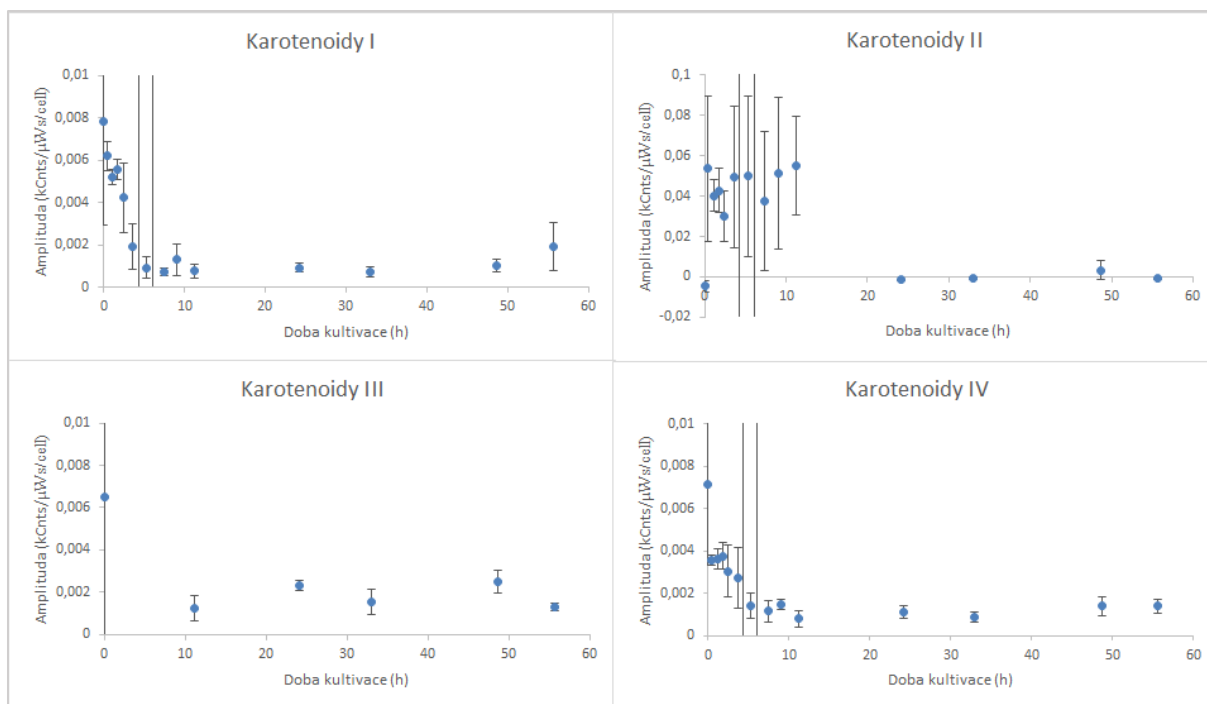 Karotenoidy I
Amplituda (kCnts/µWs/cell)
0,01
0,008
0,006
0,004
0,002
0
0 10 20 30 40 50 60
Doba kultivace (h)
Karotenoidy II
Amplituda (kCnts/µWs/cell)
0,1
0,08
0,06
0,04
0,02
0
-0,02
0 10 20 30 40 50 60
Doba kultivace (h)
Karotenoidy III
Amplituda (kCnts/µWs/cell)
0,01
0,008
0,006
0,004
0,002
0
0 10 20 30 40 50 60
Doba kultivace (h)
Karotenoidy IV
Amplituda (kCnts/µWs/cell)
0,01
0,008
0,006
0,004
0,002
0
0 10 20 30 40 50 60
Doba kultivace (h)